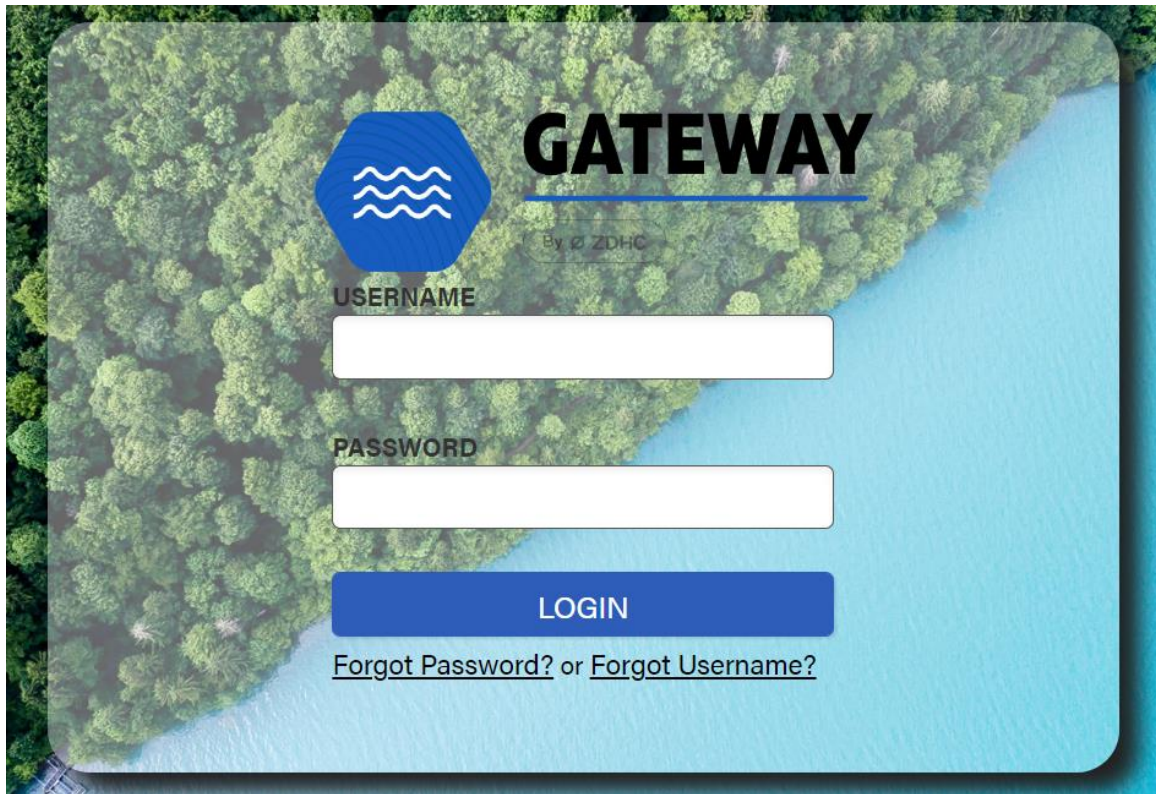 GATEWAY
By ZDHC
USERNAME
PASSWORD
LOGIN
Forgot Password? or Forgot Username?